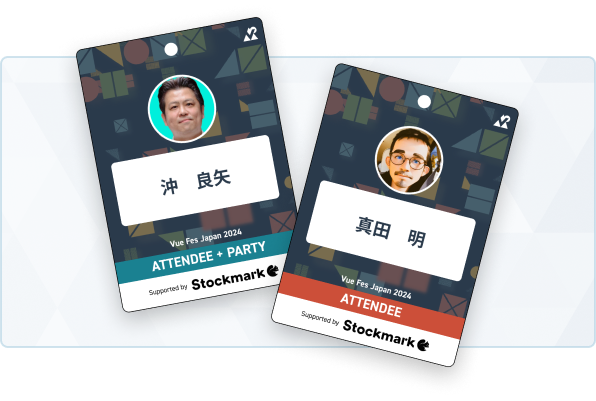 沖　良矢
Vue Fes Japan 2024
ATTENDEE + PARTY
Supported by Stockmark
真田　明
Vue Fes Japan 2024
ATTENDEE
Supported by Stockmark